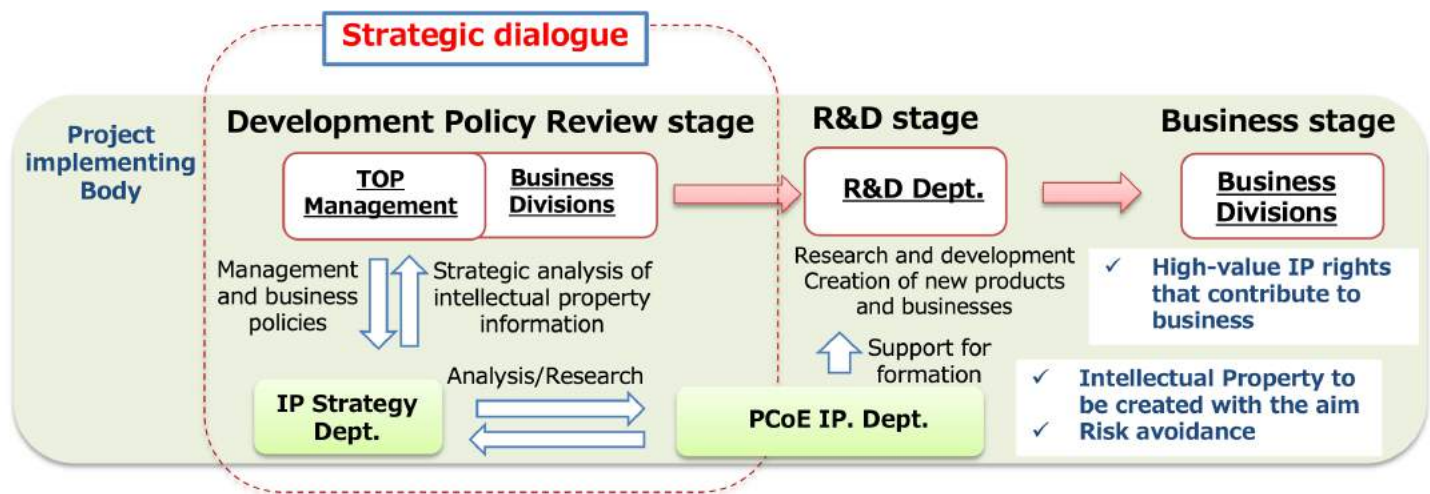 Strategic dialogue
Project
implementing
Body
Development Policy Review stage
TOP
Management
Business
Divisions
Management
and business
policies
Strategic analysis of
intellectual property
information
IP Strategy
Dept.
Analysis/Research
PCoE IP. Dept.
R&D stage
R&D Dept.
Research and development
Creation of new products
and businesses
Support for
formation
Business stage
Business
Divisions
✓ High-value IP rights
that contribute to
business
✓ Intellectual Property to
be created with the aim
✓ Risk avoidance